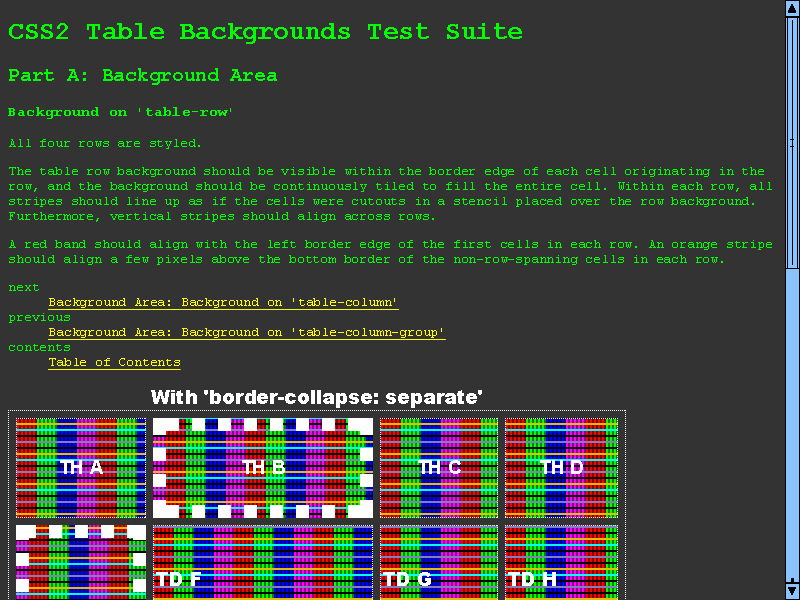 CSS2 Table Backgrounds Test Suite
Part A: Background Area
Background on 'table-row'
All four rows are styled.
The table row background should be visible within the border edge of each cell originating in the
row, and the background should be continuously tiled to fill the entire cell. Within each row, all
stripes should line up as if the cells were cutouts in a stencil placed over the row background.
Furthermore, vertical stripes should align across rows.
A red band should align with the left border edge of the first cells in each row. An orange stripe
should align a few pixels above the bottom border of the non-row-spanning cells in each row.
next
Background Area: Background on 'table-column'
previous
Background Area: Background on 'table-column-group'
contents
Table of Contents
With 'border-collapse: separate'
TH A TH B TH C TH D
TD F TD G TD H